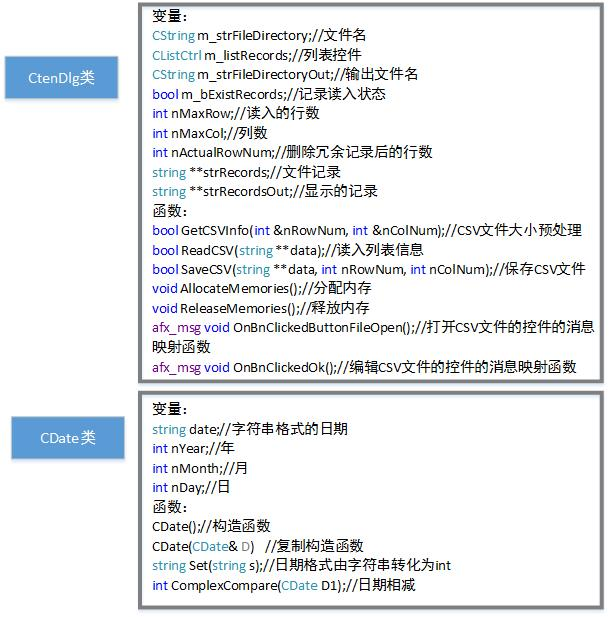 CtenDlg类
变量：
CString m_strFileDirectory;//文件名
CListCtrl m_listRecords;//列表控件
CString m_strFileDirectoryOut;//输出文件名
bool m_bExistRecords;//记录读入状态
int nMaxRow;//读入的行数
int nMaxCol;//列数
int nActualRowNum;//删除冗余记录后的行数
string **strRecords;//文件记录
string **strRecordsOut;//显示的记录
函数：
bool GetCSVInfo(int &nRowNum, int &nColNum);//CSV文件大小预处理
bool ReadCSV(string **data);//读入列表信息
bool SaveCSV(string **data, int nRowNum, int nColNum);//保存CSV文件
void AllocateMemories();//分配内存
void ReleaseMemories();//释放内存
afx_msg void OnBnClickedButtonFileOpen();//打开CSV文件的控件的消息
映射函数
afx_msg void OnBnClickedOk();//编辑CSV文件的控件的消息映射函数
CDate 类
变量：
string date;//字符串格式的日期
int nYear;//年
int nMonth;//月
int nDay;//日
函数：
CDate();//构造函数
CDate(CDate& D) //复制构造函数
string Set(string s);//日期格式由字符串转化为int
int ComplexCompare(CDate D1);//日期相减